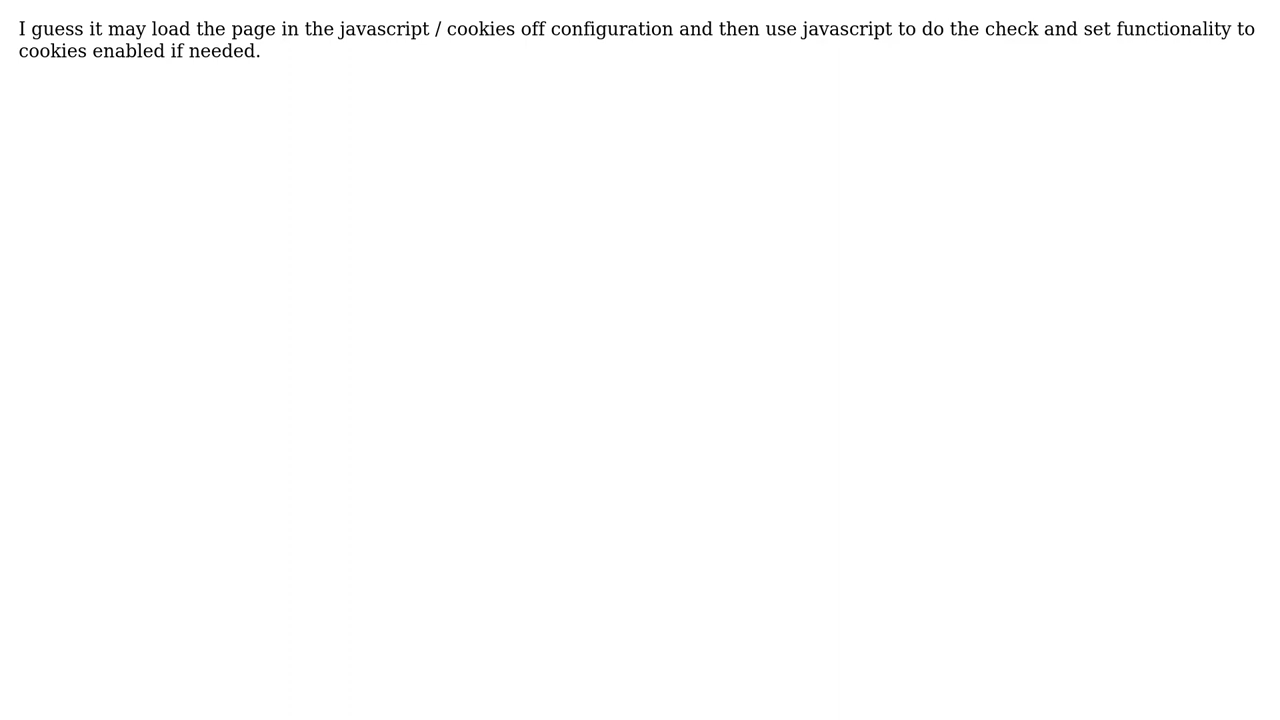 I guess it may load the page in the javascript / cookies off configuration and then use javascript to do the check and set functionality to
cookies enabled if needed.